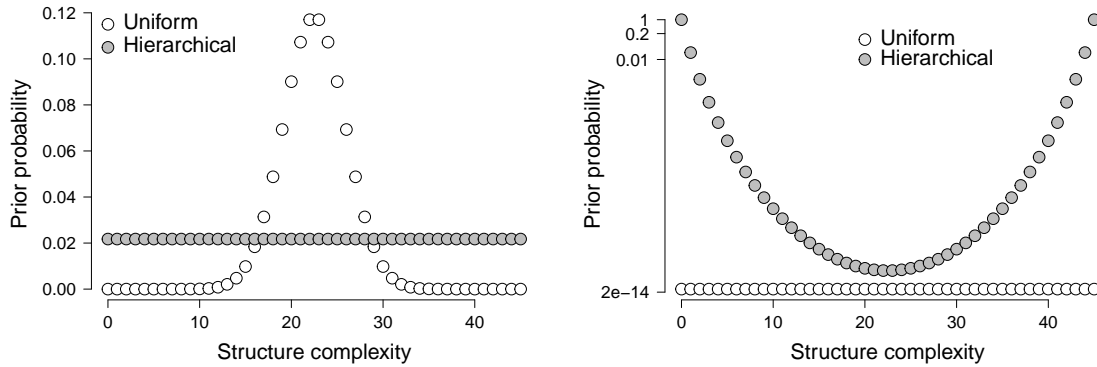 Prior probability
0.12
0.10
0.08
0.06
0.04
0.02
0.00
Uniform
Hierarchical
0
10
20
30
40
Structure complexity
Prior probability
1
0.2
0.01
2e−14
Uniform
Hierarchical
0
10
20
30
40
Structure complexity